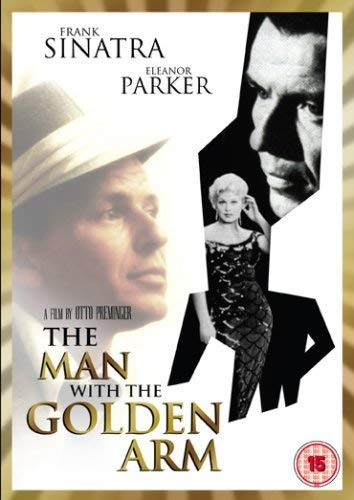 FRANK
SINATRA
ELEANOR
PARKER
A FILM BY OTTO PREMINGER
THE
MAN
WITH THE
GOLDEN
ARM
15